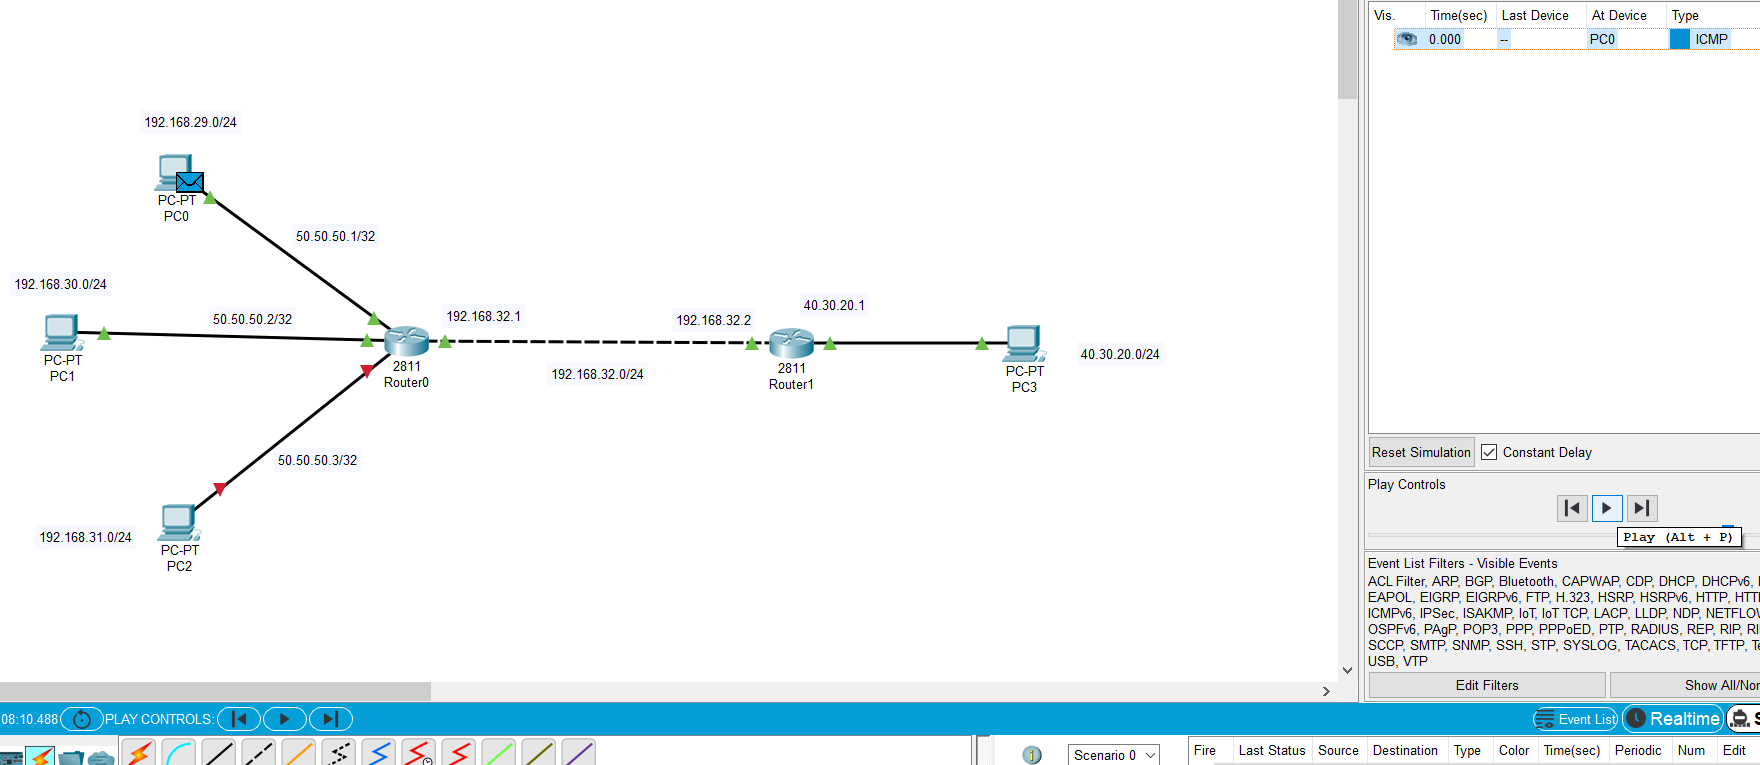 192.168.29.0/24
PC-PT
PC0
50.50.50.1/32
192.168.30.0/24
PC-PT
PC1
50.50.50.2/32
192.168.32.1
2811
Router0
192.168.32.0/24
192.168.32.2
40.30.20.1
2811
Router1
PC-PT
PC3
40.30.20.0/24
50.50.50.3/32
192.168.31.0/24
PC-PT
PC2
Vis. Time(sec) Last Device At Device Type
0.000 -- PC0 ICMP
Reset Simulation Constant Delay
Play Controls
Play (Alt + P)
Event List Filters - Visible Events
ACL Filter, ARP, BGP, Bluetooth, CAPWAP, CDP, DHCP, DHCPv6,
EAPOL, EIGRP, EIGRPv6, FTP, H.323, HSRP, HSRPv6, HTTP, HTT
ICMPv6, IPSec, ISAKMP, IoT, IoT TCP, LACP, LLDP, NDP, NETFLO
OSPFv6, PAgP, POP3, PPP, PPPoED, PTP, RADIUS, REP, RIP, RI
SCCP, SMTP, SNMP, SSH, STP, SYSLOG, TACACS, TCP, TFTP, Te
USB, VTP
Edit Filters Show All/Non
08:10.488 PLAY CONTROLS: Event List Realtime S
Scenario 0 Fire Last Status Source Destination Type Color Time(sec) Periodic Num Edit